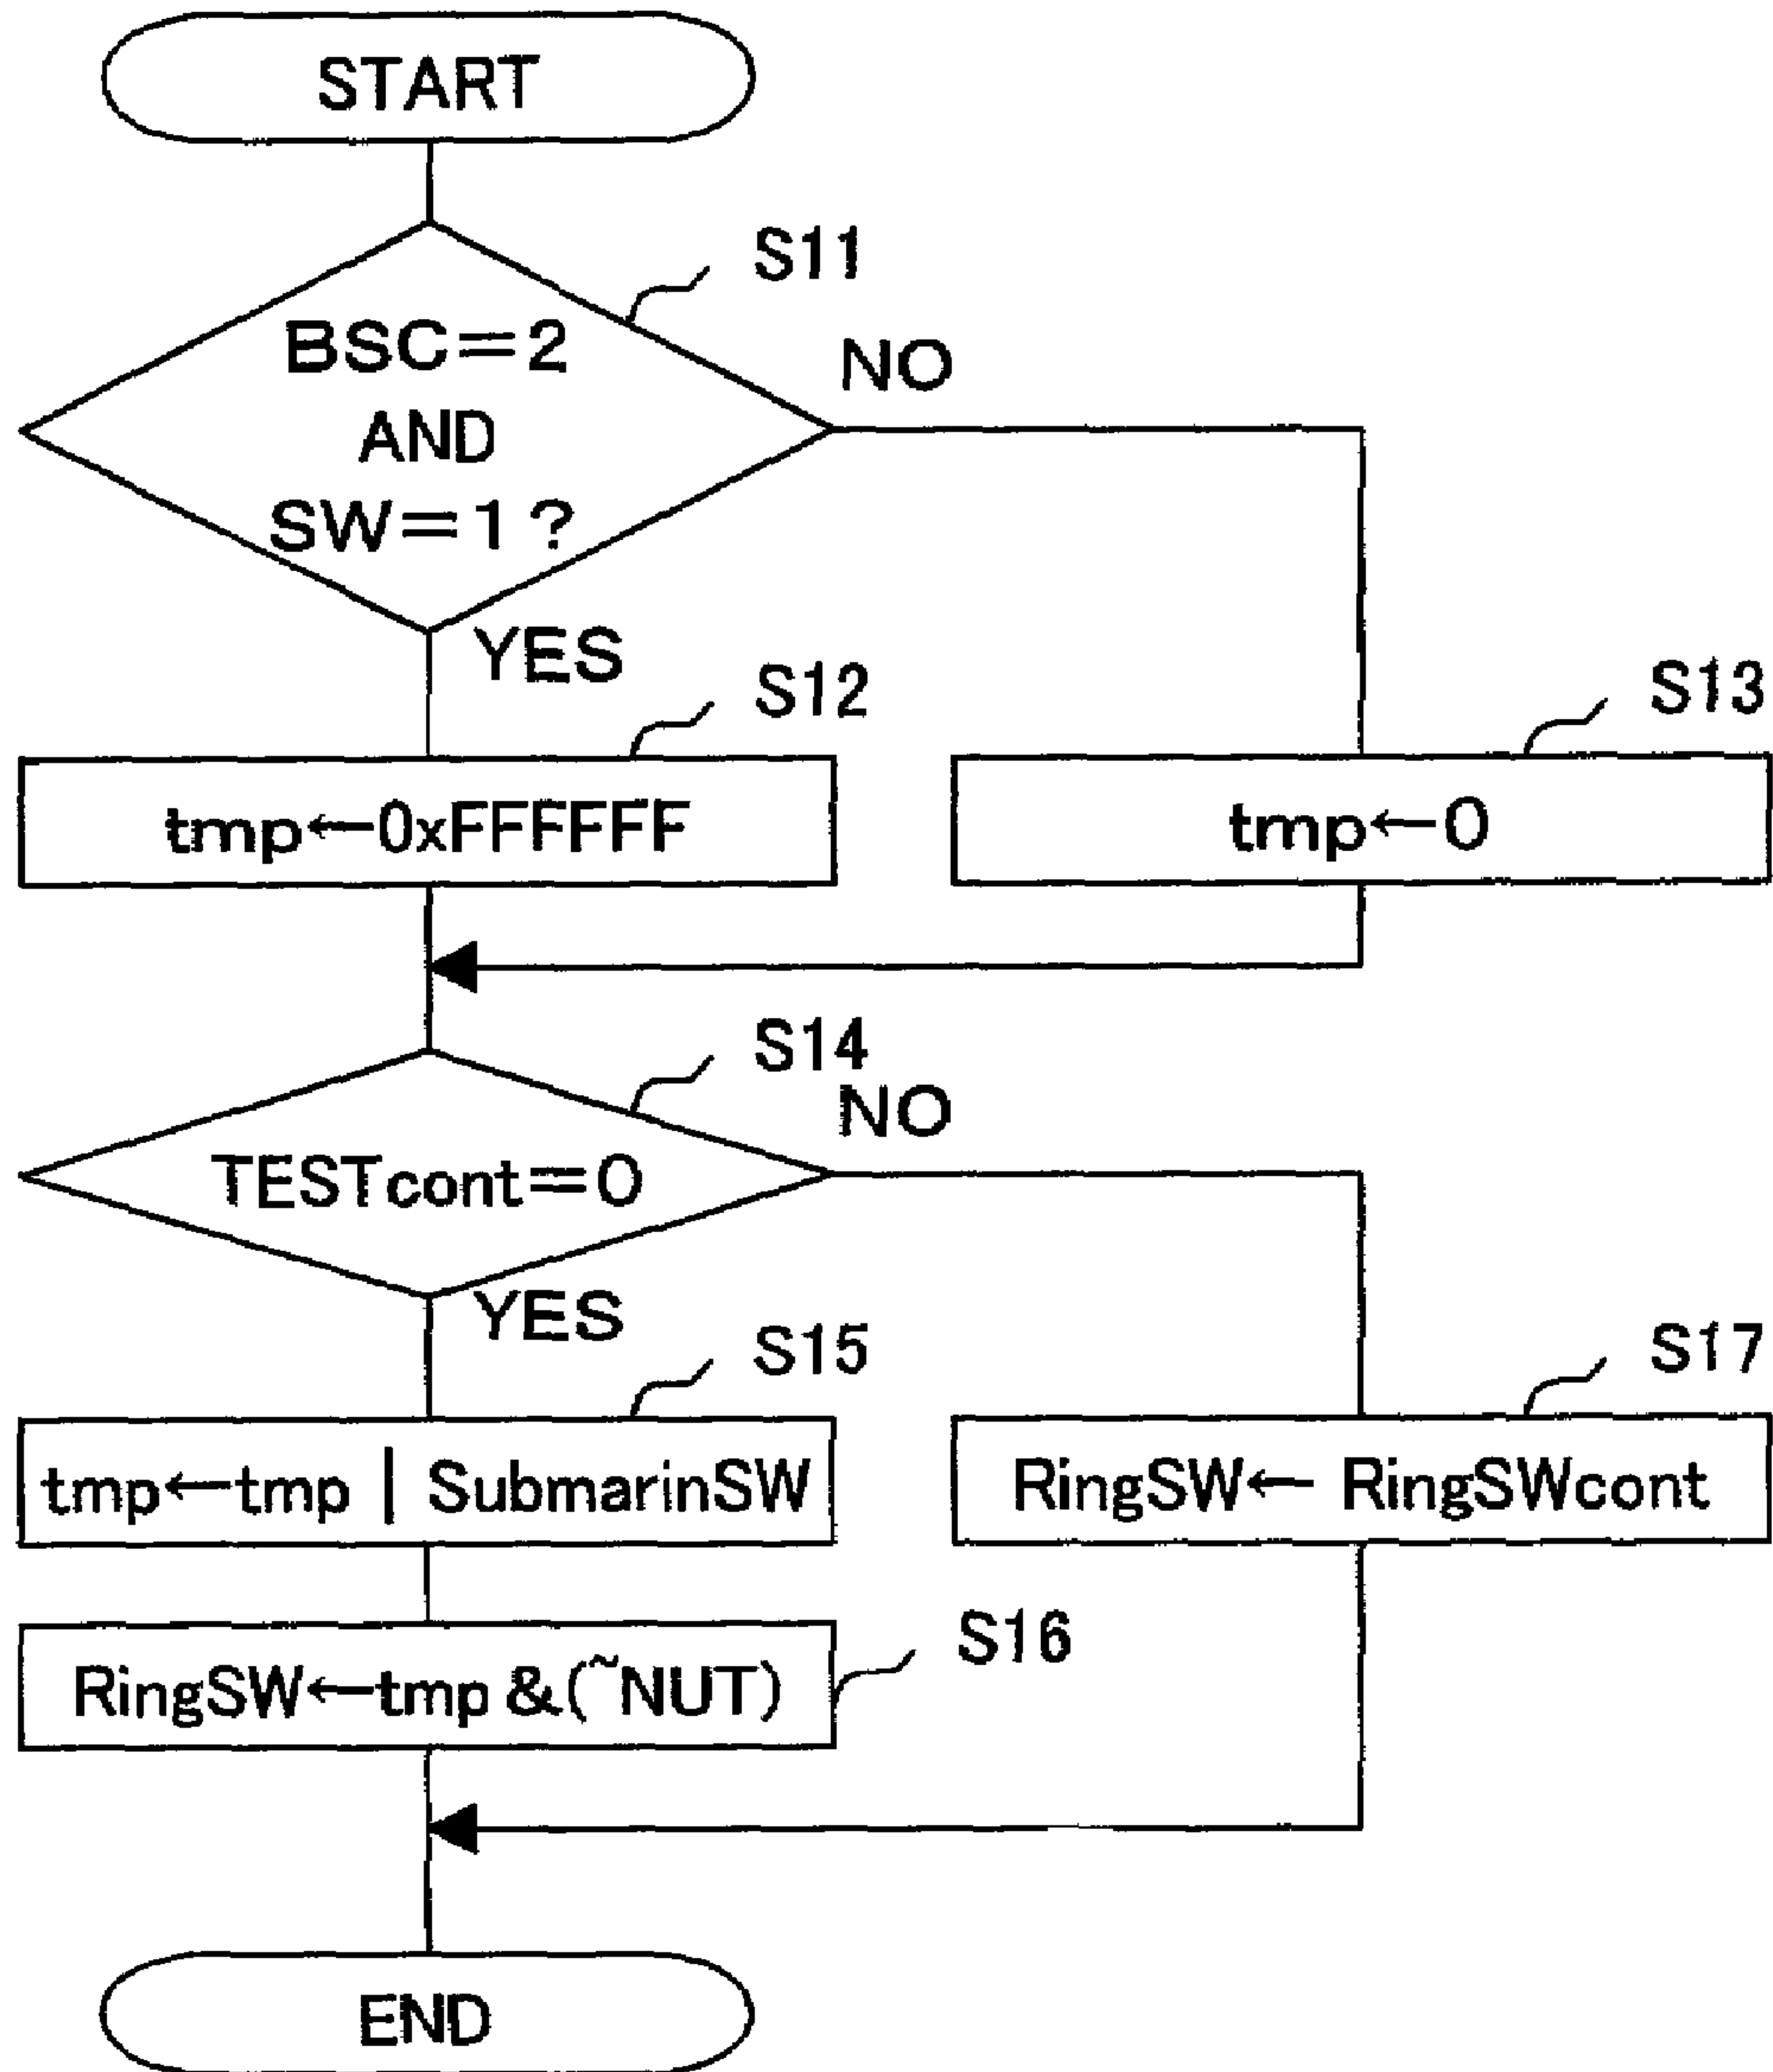 START
S11
BSC=2
AND
SW=1?
NO
YES
S12
S13
tmp←0xFFFFFF
tmp←0
S14
NO
TESTcont=0
YES
S15
S17
tmp←tmp | SubmarinSW
RingSW← RingSWcont
S16
RingSW←tmp &(~NUT)
END